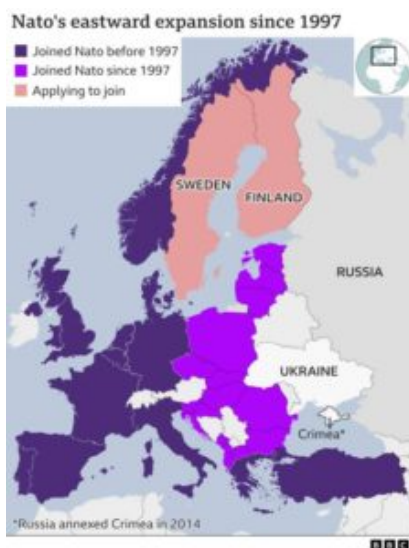 Nato's eastward expansion since 1997
Joined Nato before 1997
Joined Nato since 1997
Applying to join
SWEDEN
FINLAND
RUSSIA
UKRAINE
Crimea*
*Russia annexed Crimea in 2014
BBC